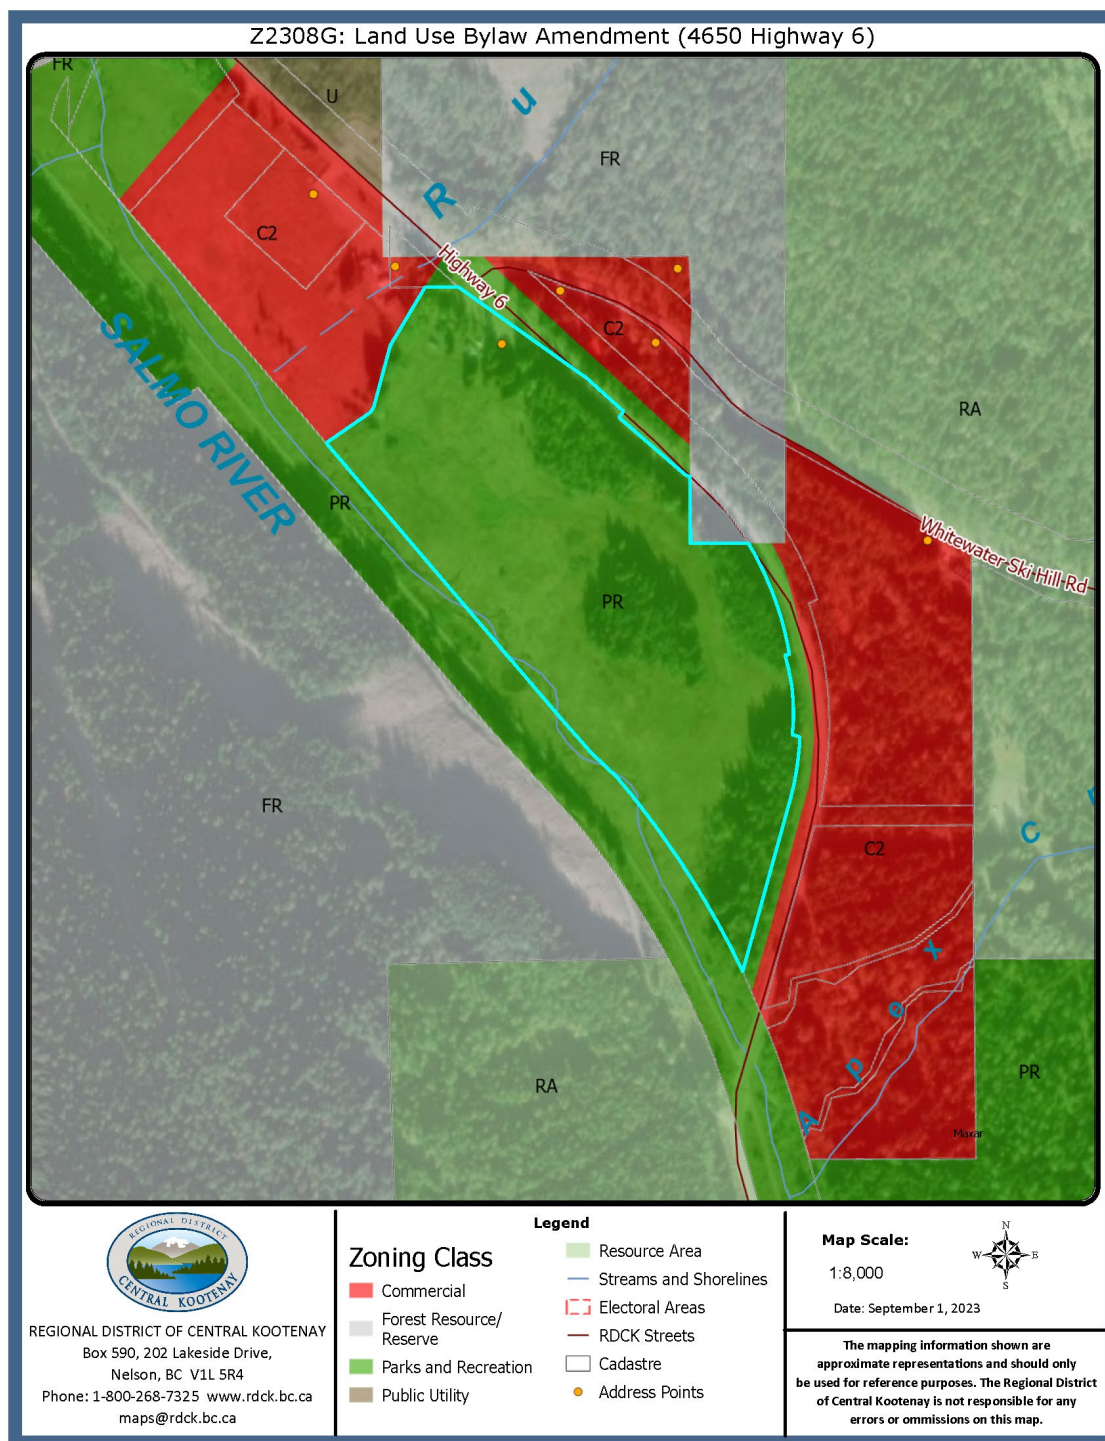 Z2308G: Land Use Bylaw Amendment (4650 Highway 6)
FR
U
u
FR
R
C2
Highway 6
C2
SALMO RIVER
RA
PR
Whitewater Ski Hill Rd
PR
FR
C
r
C2
x
e
p
PR
RA
A
Maxar
REGIONAL DISTRICT
CENTRAL KOOTENAY
REGIONAL DISTRICT OF CENTRAL KOOTENAY
Box 590, 202 Lakeside Drive,
Nelson, BC V1L 5R4
Phone: 1-800-268-7325 www.rdck.bc.ca
maps@rdck.bc.ca
Legend
Zoning Class
Commercial
Forest Resource/
Reserve
Parks and Recreation
Public Utility
Resource Area
Streams and Shorelines
Electoral Areas
RDCK Streets
Cadastre
Address Points
Map Scale:
1:8,000
N
W
E
S
Date: September 1, 2023
The mapping information shown are
approximate representations and should only
be used for reference purposes. The Regional District
of Central Kootenay is not responsible for any
errors or ommissions on this map.